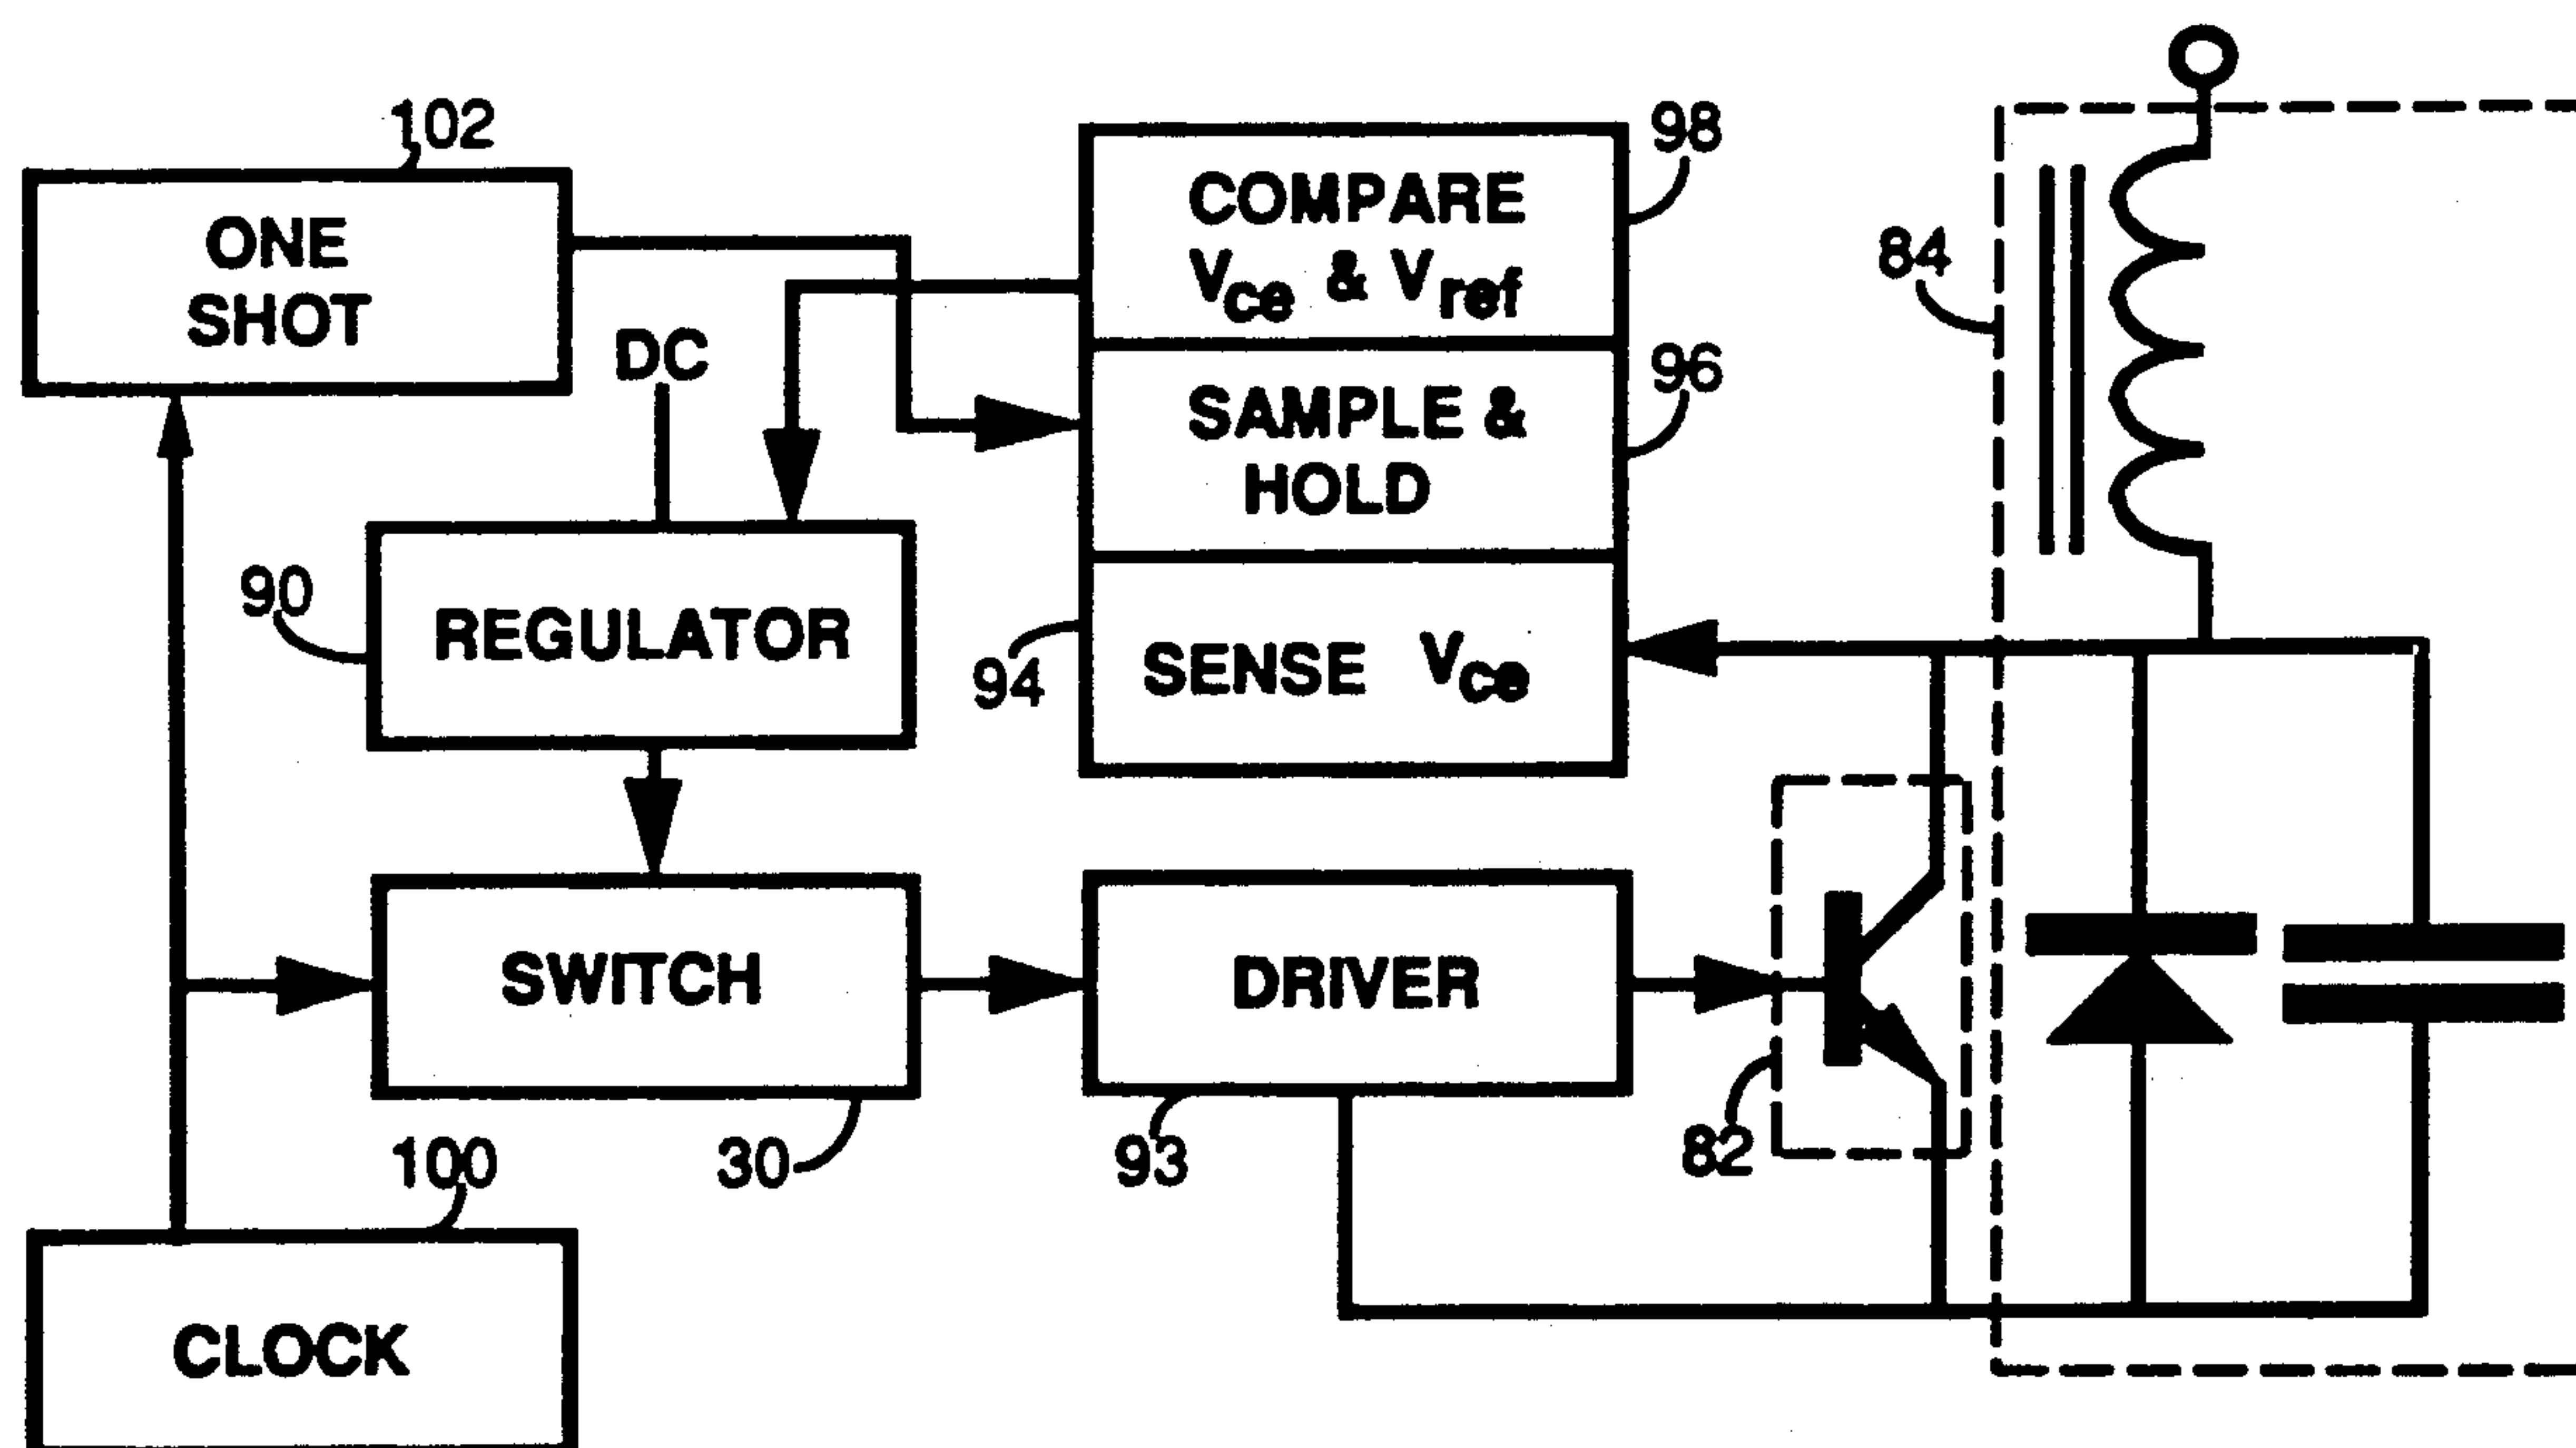 102
ONE
SHOT
DC
98
COMPARE
Vce & Vref
96
SAMPLE &
HOLD
84
90
REGULATOR
94
SENSE Vce
SWITCH
DRIVER
30
93
82
100
CLOCK